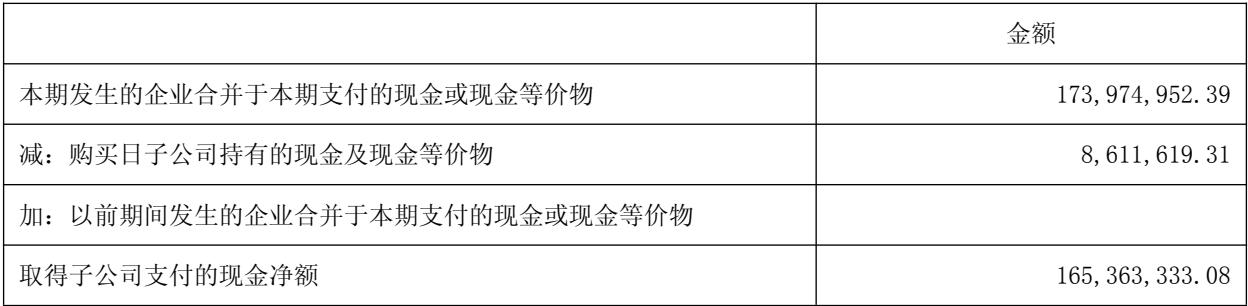 金额
本期发生的企业合并于本期支付的现金或现金等价物 173,974,952.39
减：购买日子公司持有的现金及现金等价物 8,611,619.31
加：以前期间发生的企业合并于本期支付的现金或现金等价物
取得子公司支付的现金净额 165,363,333.08